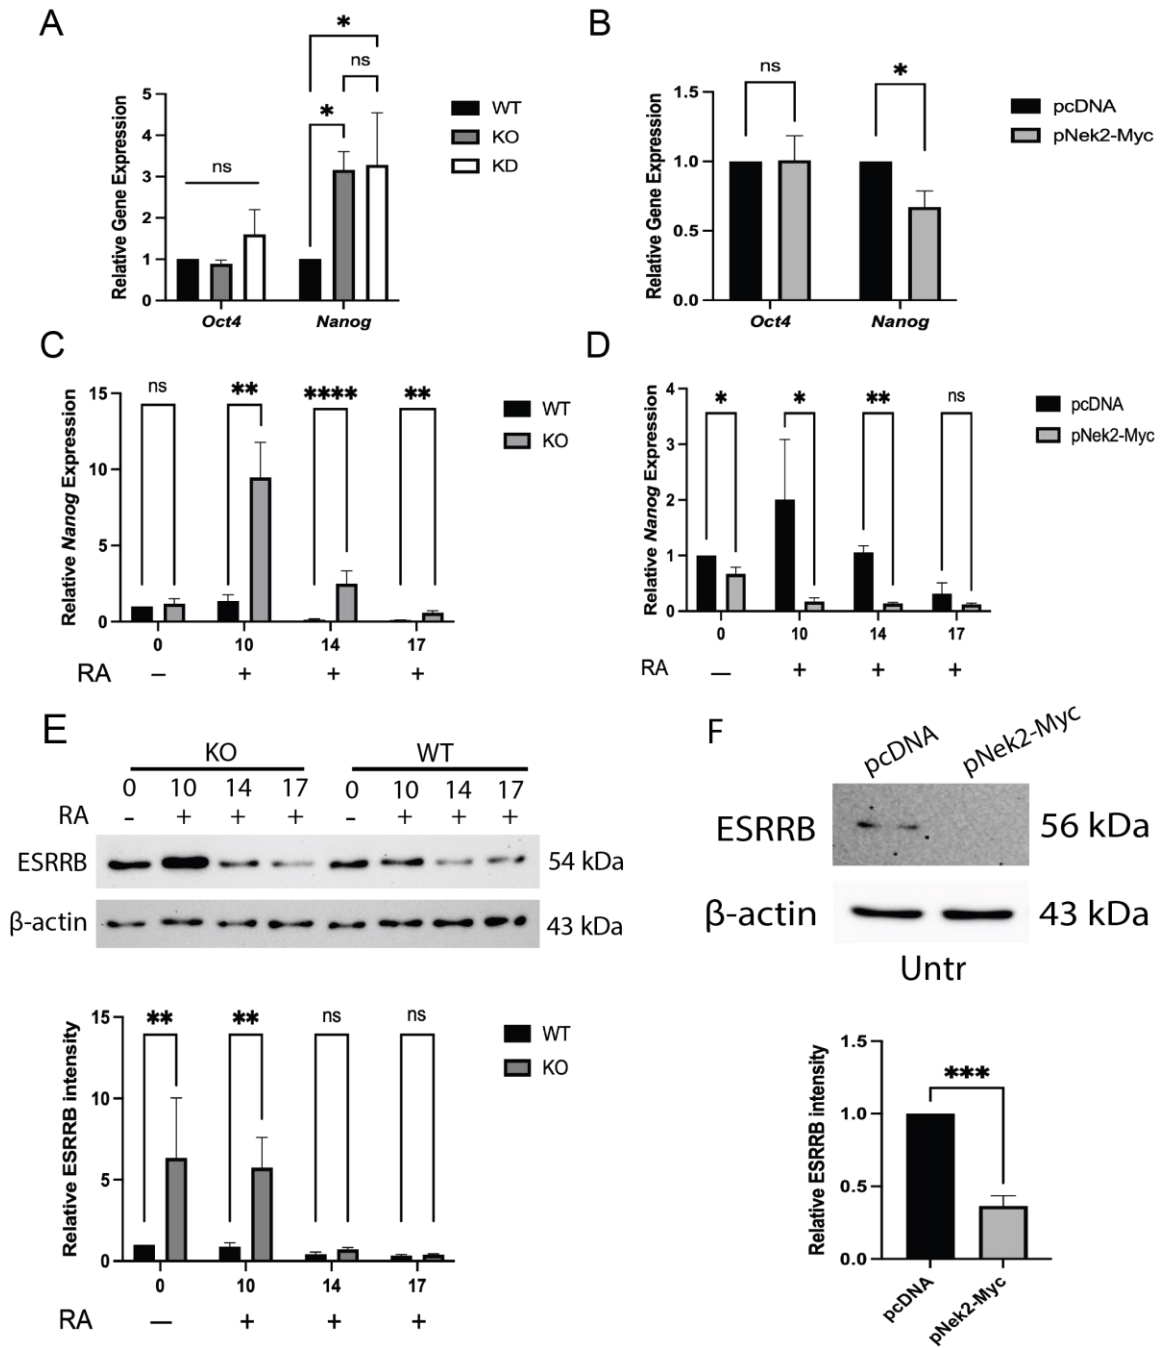 A
*
ns
*
ns
Relative Gene Expression
5
4
3
2
1
0
Oct4
Nanog
WT
KO
KD
B
ns
*
Relative Gene Expression
1.5
1.0
0.5
0.0
Oct4
Nanog
pcDNA
pNek2-Myc
C
ns
**
****
**
Relative Nanog Expression
15
10
5
0
0 10 14 17
RA – + + +
WT
KO
D
*
*
**
ns
Relative Nanog Expression
4
3
2
1
0
0 10 14 17
RA — + + +
pcDNA
pNek2-Myc
E
KO WT
0 10 14 17 0 10 14 17
RA - + + + - + + +
ESRRB 54 kDa
β-actin 43 kDa
** ** ns ns
Relative ESRRB intensity
15
10
5
0
0 10 14 17
RA — + + +
WT
KO
F
pcDNA pNek2-Myc
ESRRB 56 kDa
β-actin 43 kDa
Untr
***
Relative ESRRB intensity
1.5
1.0
0.5
0.0
pcDNA
pNek2-Myc